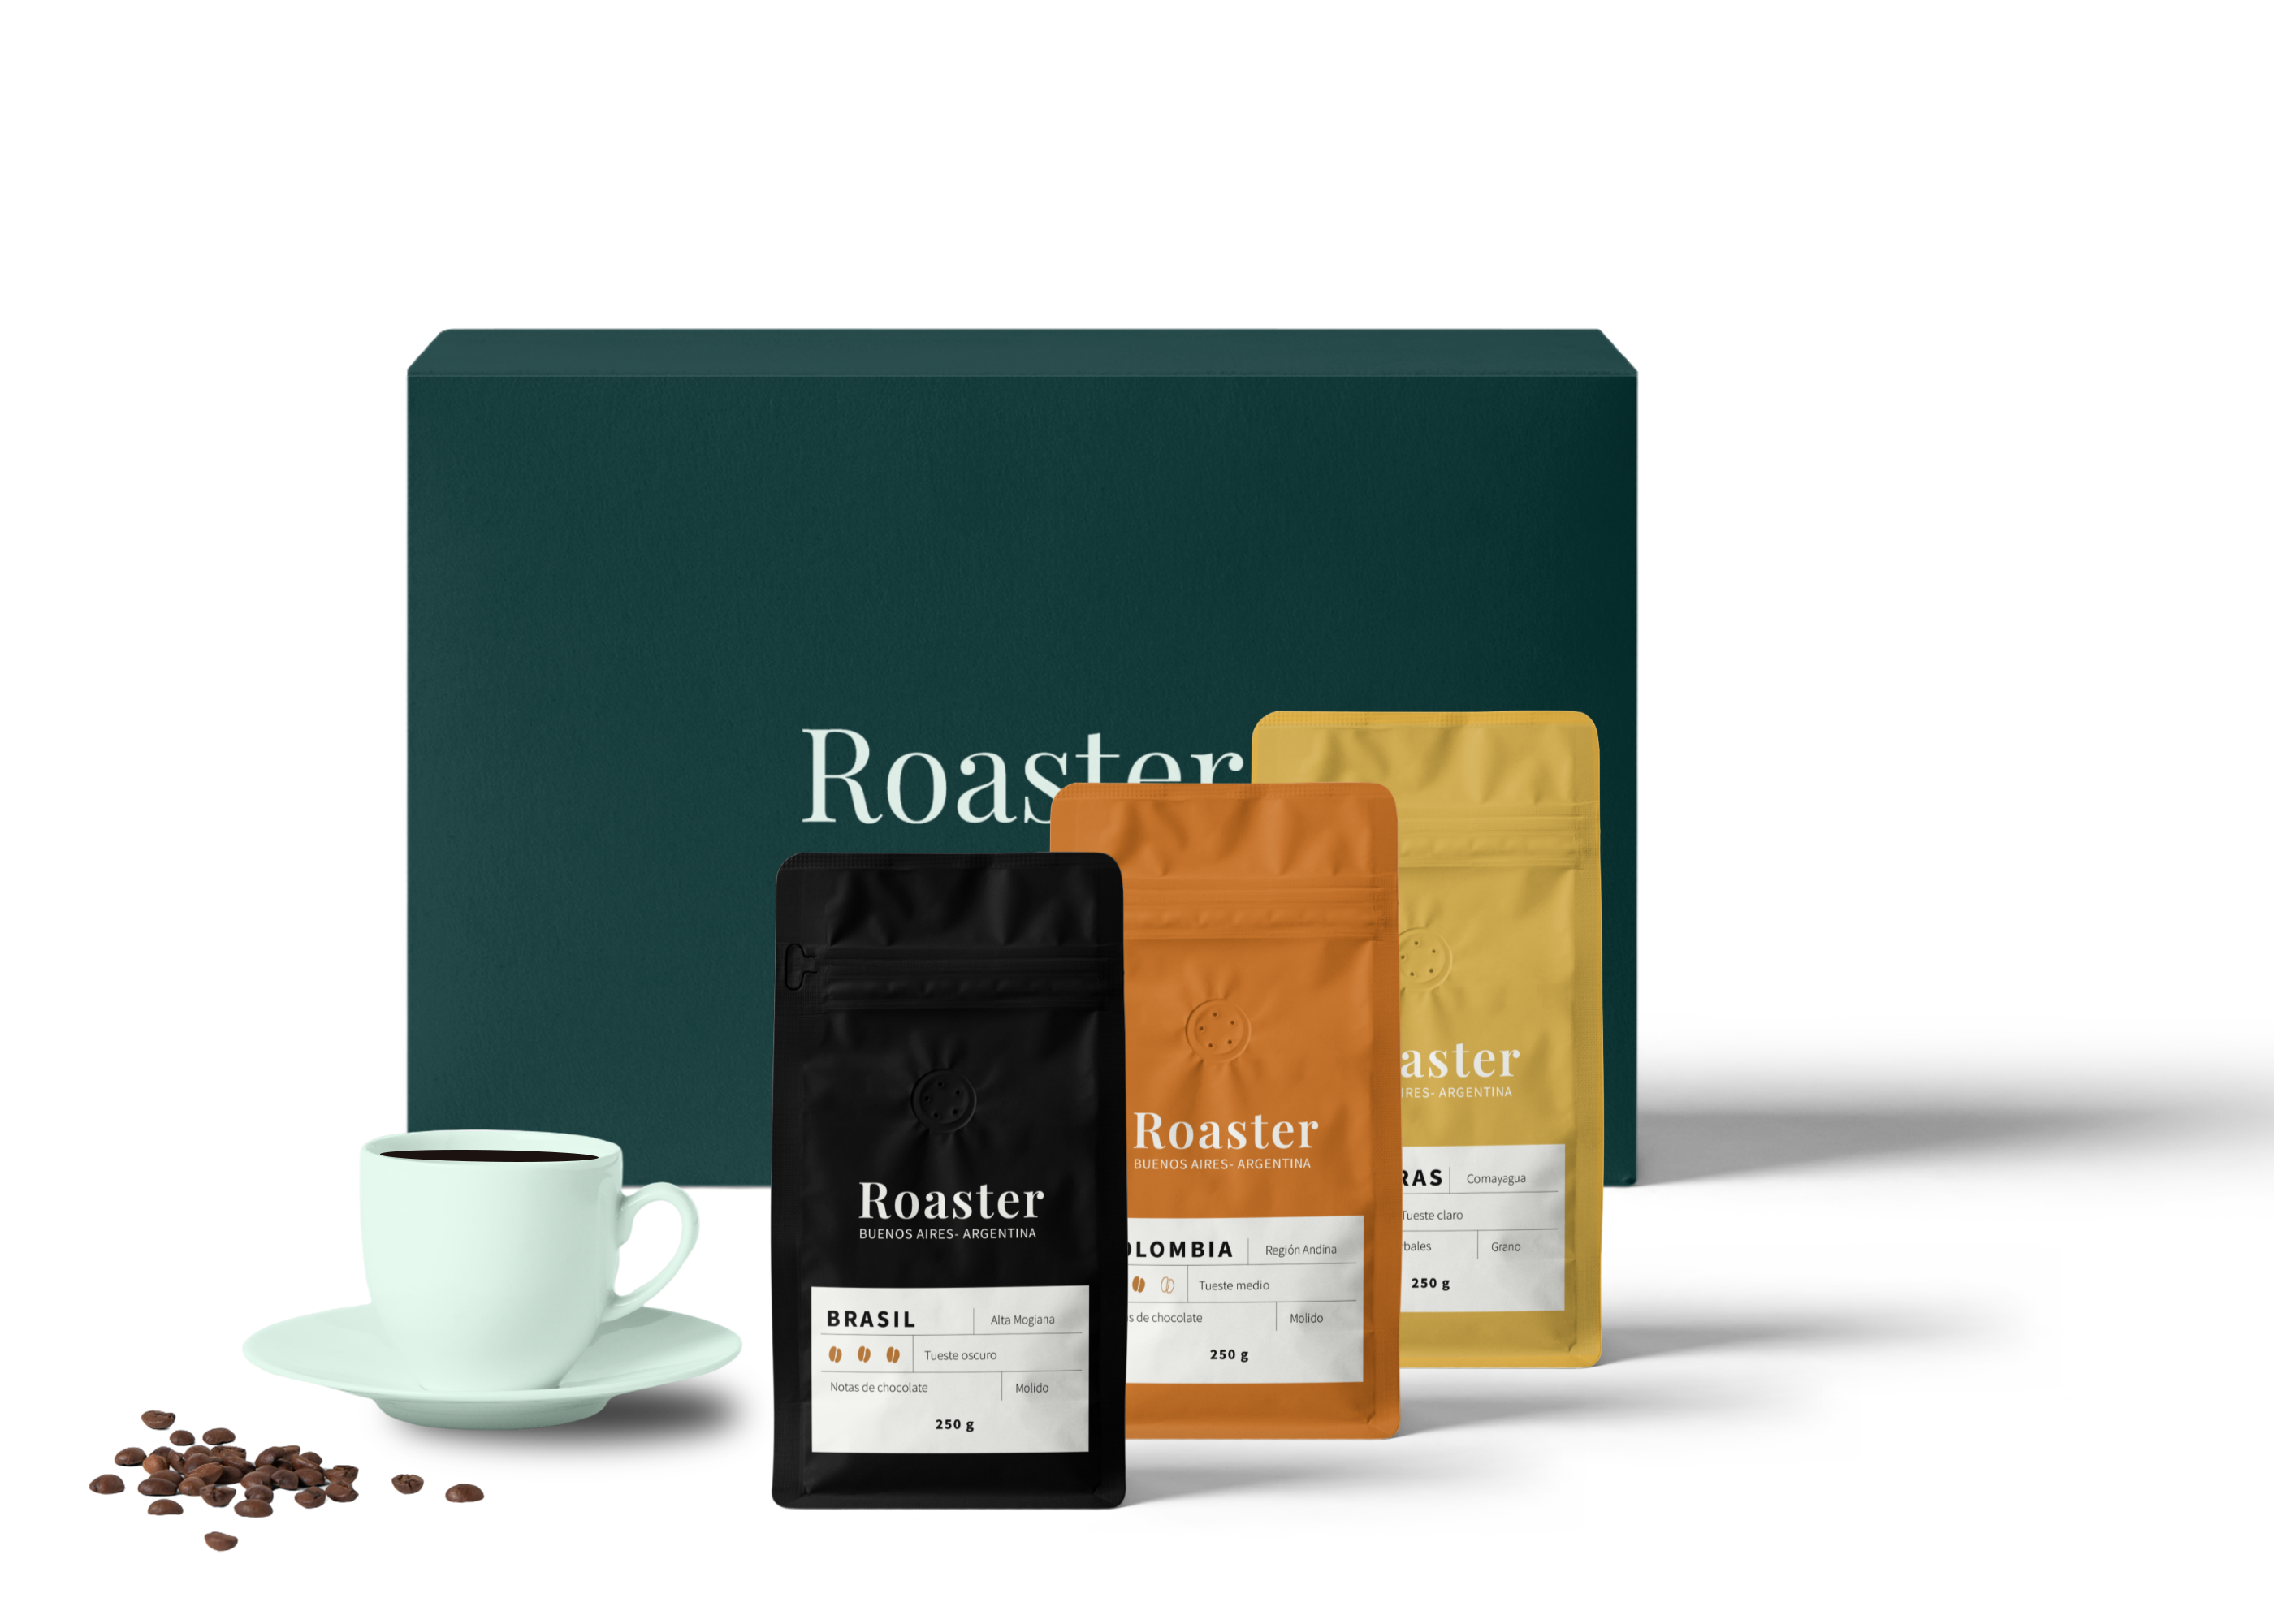 Roaster
Roaster
BUENOS AIRES- ARGENTINA
BRASIL
Alta Mogiana
Tueste oscuro
Notas de chocolate
Molido
250 g
Roaster
BUENOS AIRES- ARGENTINA
OLOMBIA
Región Andina
Tueste medio
s de chocolate
Molido
250 g
aster
IRES- ARGENTINA
RAS
Comayagua
Tueste claro
bales
Grano
250 g